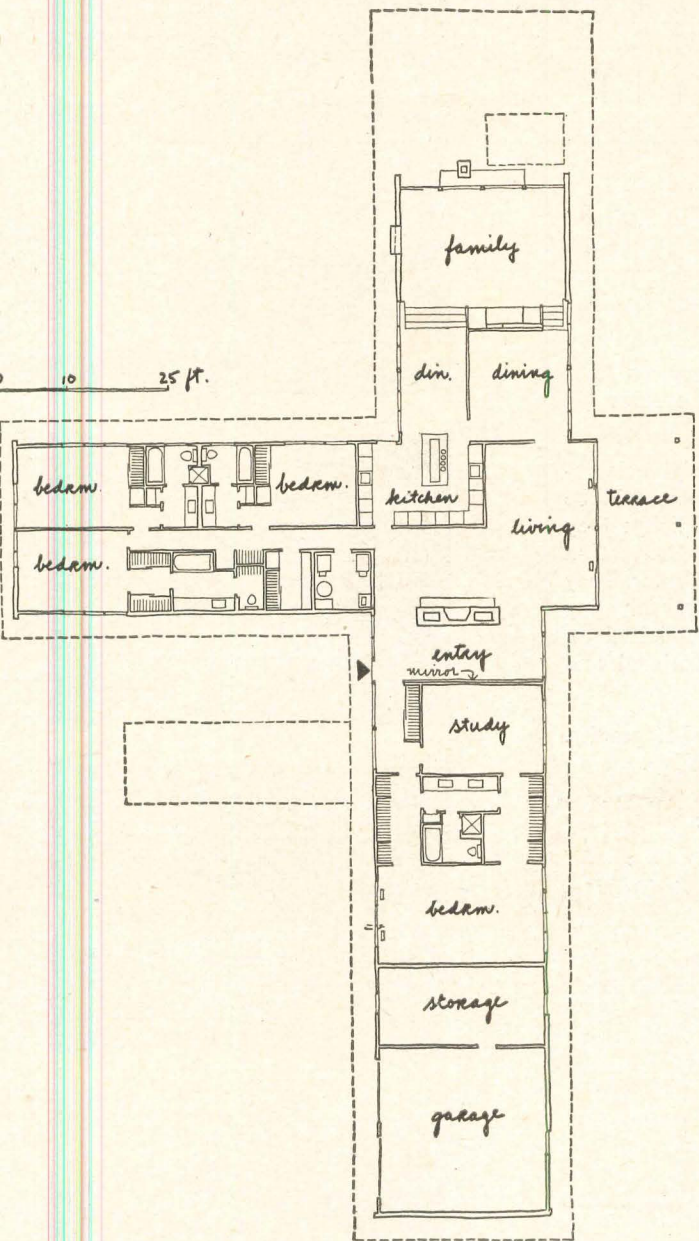 family
din.
dining
0 10 25 ft.
bedrm.
bedrm.
kitchen
living
terrace
bedrm.
entry
mirror
study
bedrm.
storage
garage